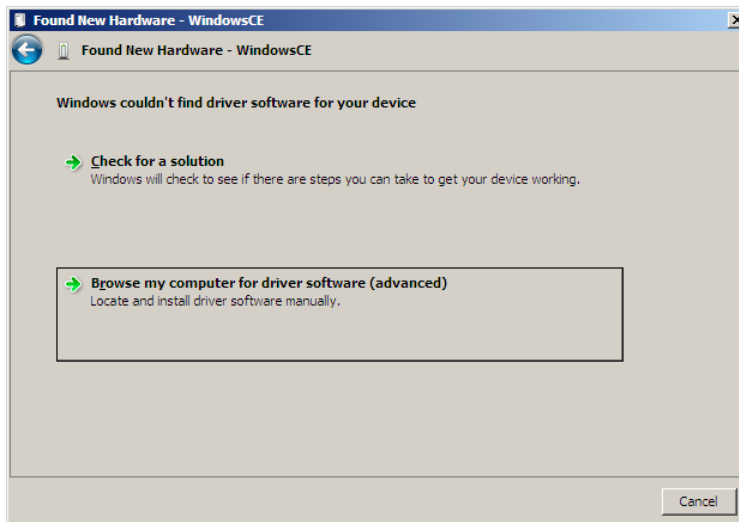 Found New Hardware - WindowsCE
Found New Hardware - WindowsCE
Windows couldn't find driver software for your device
Check for a solution
Windows will check to see if there are steps you can take to get your device working.
Browse my computer for driver software (advanced)
Locate and install driver software manually.
Cancel